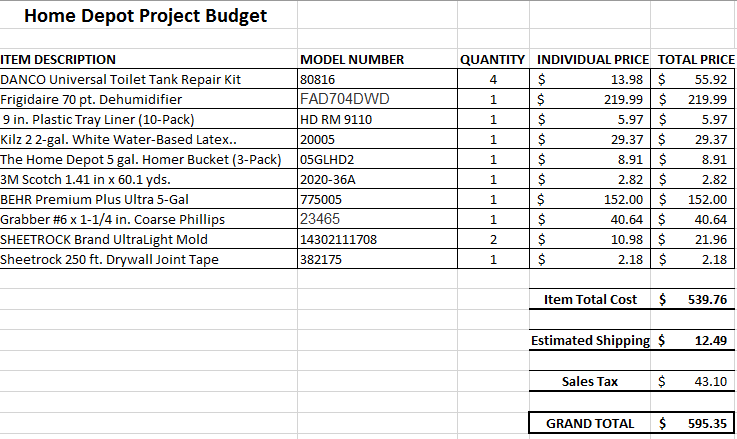 Home Depot Project Budget
ITEM DESCRIPTION MODEL NUMBER QUANTITY INDIVIDUAL PRICE TOTAL PRICE
DANCO Universal Toilet Tank Repair Kit 80816 4 $ 13.98 $ 55.92
Frigidaire 70 pt. Dehumidifier FAD704DWD 1 $ 219.99 $ 219.99
9 in. Plastic Tray Liner (10-Pack) HD RM 9110 1 $ 5.97 $ 5.97
Kilz 2 2-gal. White Water-Based Latex.. 20005 1 $ 29.37 $ 29.37
The Home Depot 5 gal. Homer Bucket (3-Pack) 05GLHD2 1 $ 8.91 $ 8.91
3M Scotch 1.41 in x 60.1 yds. 2020-36A 1 $ 2.82 $ 2.82
BEHR Premium Plus Ultra 5-Gal 775005 1 $ 152.00 $ 152.00
Grabber #6 x 1-1/4 in. Coarse Phillips 23465 1 $ 40.64 $ 40.64
SHEETROCK Brand UltraLight Mold 14302111708 2 $ 10.98 $ 21.96
Sheetrock 250 ft. Drywall Joint Tape 382175 1 $ 2.18 $ 2.18
Item Total Cost $ 539.76
Estimated Shipping $ 12.49
Sales Tax $ 43.10
GRAND TOTAL $ 595.35